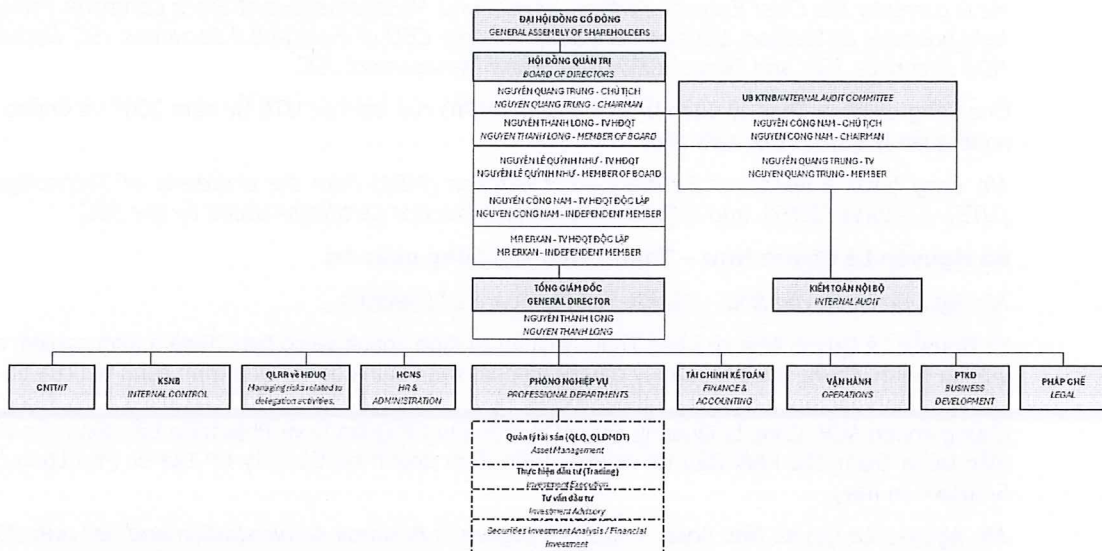 ĐẠI HỘI ĐỒNG CỔ ĐÔNG
GENERAL ASSEMBLY OF SHAREHOLDERS
HỘI ĐỒNG QUẢN TRỊ
BOARD OF DIRECTORS
NGUYỄN QUANG TRUNG - CHỦ TỊCH
NGUYEN QUANG TRUNG - CHAIRMAN
NGUYỄN THANH LONG - TV HĐQT
NGUYEN THANH LONG - MEMBER OF BOARD
NGUYỄN LÊ QUỲNH NHƯ - TV HĐQT
NGUYỄN LÊ QUỲNH NHƯ - MEMBER OF BOARD
NGUYỄN CÔNG NAM - TV HĐQT ĐỘC LẬP
NGUYEN CONG NAM - INDEPENDENT MEMBER
MR ERKAN - TV HĐQT ĐỘC LẬP
MR ERKAN - INDEPENDENT MEMBER
UB KTNB/INTERNAL AUDIT COMMITTEE
NGUYỄN CÔNG NAM - CHỦ TỊCH
NGUYEN CONG NAM - CHAIRMAN
NGUYỄN QUANG TRUNG - TV
NGUYEN QUANG TRUNG - MEMBER
TỔNG GIÁM ĐỐC
GENERAL DIRECTOR
NGUYỄN THANH LONG
NGUYEN THANH LONG
KIỂM TOÁN NỘI BỘ
INTERNAL AUDIT
CNTT/IT
KSNB
INTERNAL CONTROL
QLRR về HĐUQ
Managing risks related to
delegation activities.
HCNS
HR &
ADMINISTRATION
PHÒNG NGHIỆP VỤ
PROFESSIONAL DEPARTMENTS
TÀI CHÍNH KẾ TOÁN
FINANCE &
ACCOUNTING
VẬN HÀNH
OPERATIONS
PTKD
BUSINESS
DEVELOPMENT
PHÁP CHẾ
LEGAL
Quản lý tài sản (QLQ, QLDMĐT)
Asset Management
Thực hiện đầu tư (Trading)
Investment Execution
Tư vấn đầu tư
Investment Advisory
Securities Investment Analysis / Financial
Investment